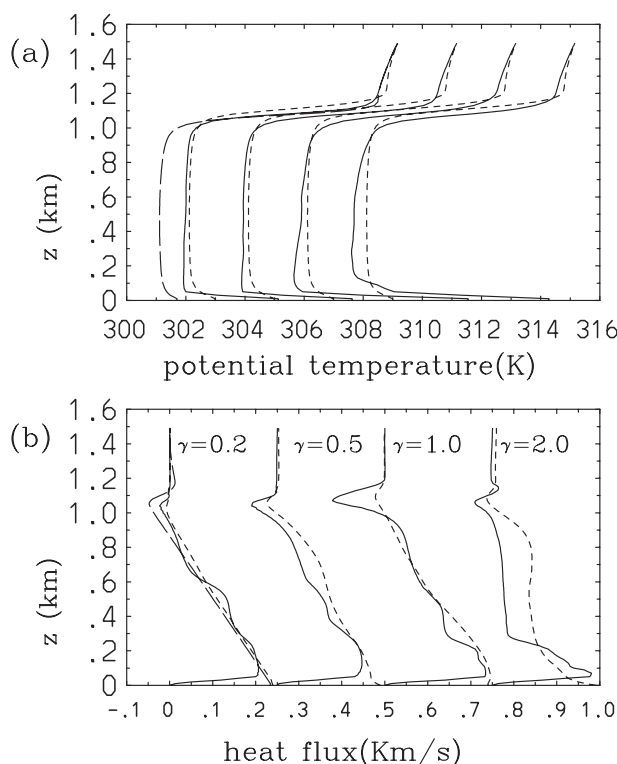 (a)
1.6
1.4
1.2
1.0
.8
.6
.4
.2
0
z (km)
300 302 304 306 308 310 312 314 316
potential temperature(K)
(b)
1.6
1.4
1.2
1.0
.8
.6
.4
.2
0
z (km)
γ=0.2 γ=0.5 γ=1.0 γ=2.0
-.1 0 .1 .2 .3 .4 .5 .6 .7 .8 .9 1.0
heat flux(Km/s)